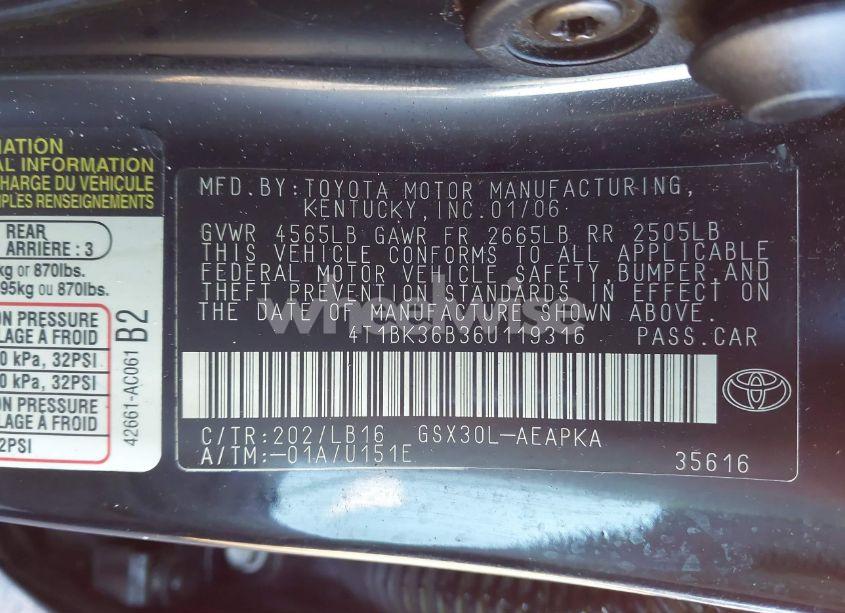 MATION
AL INFORMATION
CHARGE DU VÉHICULE
MPLES RENSEIGNEMENTS
REAR
ARRIÈRE : 3
kg or 870lbs.
95kg ou 870lbs.
ON PRESSURE
LAGE À FROID
0 kPa, 32PSI
0 kPa, 32PSI
ON PRESSURE
LAGE À FROID
2PSI
42661-AC061 B2
MFD.BY:TOYOTA MOTOR MANUFACTURING,
KENTUCKY,INC.01/06
GVWR 4565LB GAWR FR 2665LB RR 2505LB
THIS VEHICLE CONFORMS TO ALL APPLICABLE
FEDERAL MOTOR VEHICLE SAFETY,BUMPER,AND
THEFT PREVENTION STANDARDS IN EFFECT ON
THE DATE OF MANUFACTURE SHOWN ABOVE.
4T1BK36B36U119316 PASS.CAR
C/TR:202/LB16 GSX30L-AEAPKA
A/TM:-01A/U151E 35616
wheelwise